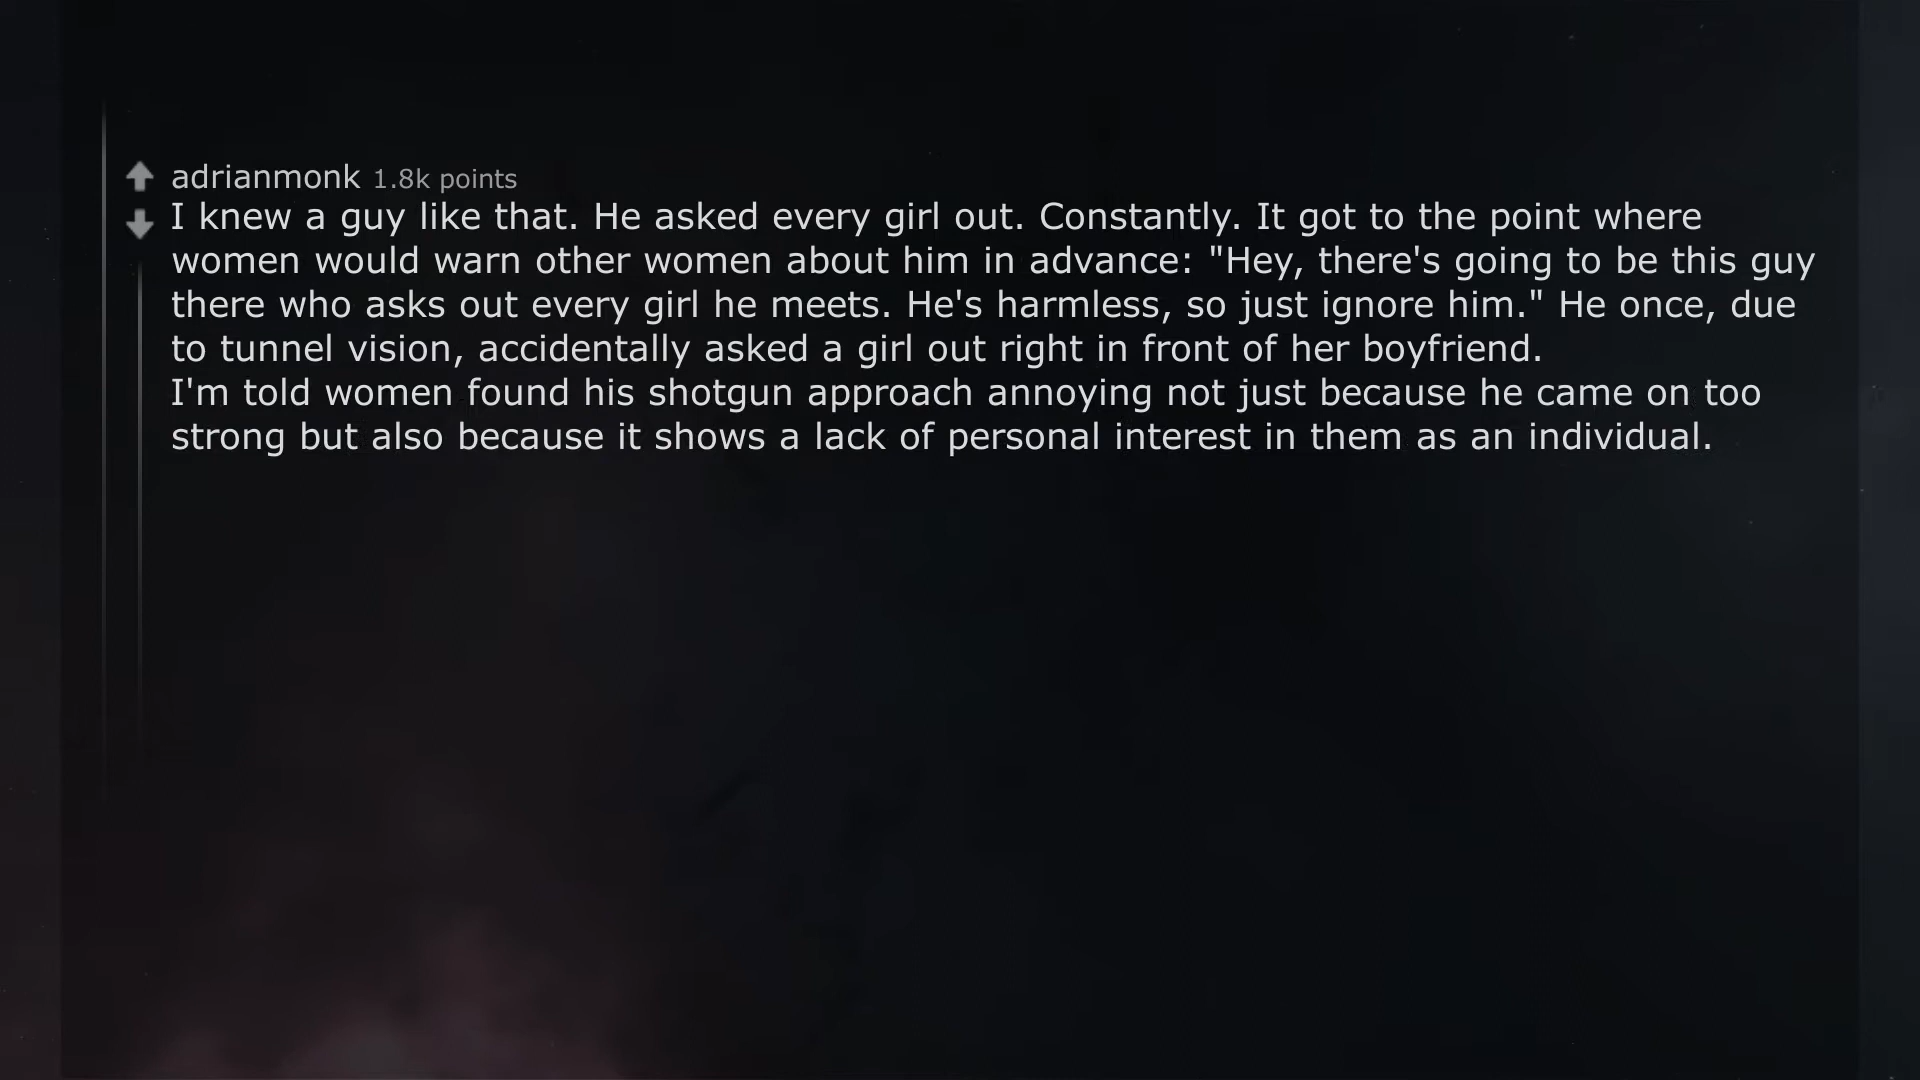 adrianmonk 1.8k points
I knew a guy like that. He asked every girl out. Constantly. It got to the point where
women would warn other women about him in advance: "Hey, there's going to be this guy
there who asks out every girl he meets. He's harmless, so just ignore him." He once, due
to tunnel vision, accidentally asked a girl out right in front of her boyfriend.
I'm told women found his shotgun approach annoying not just because he came on too
strong but also because it shows a lack of personal interest in them as an individual.